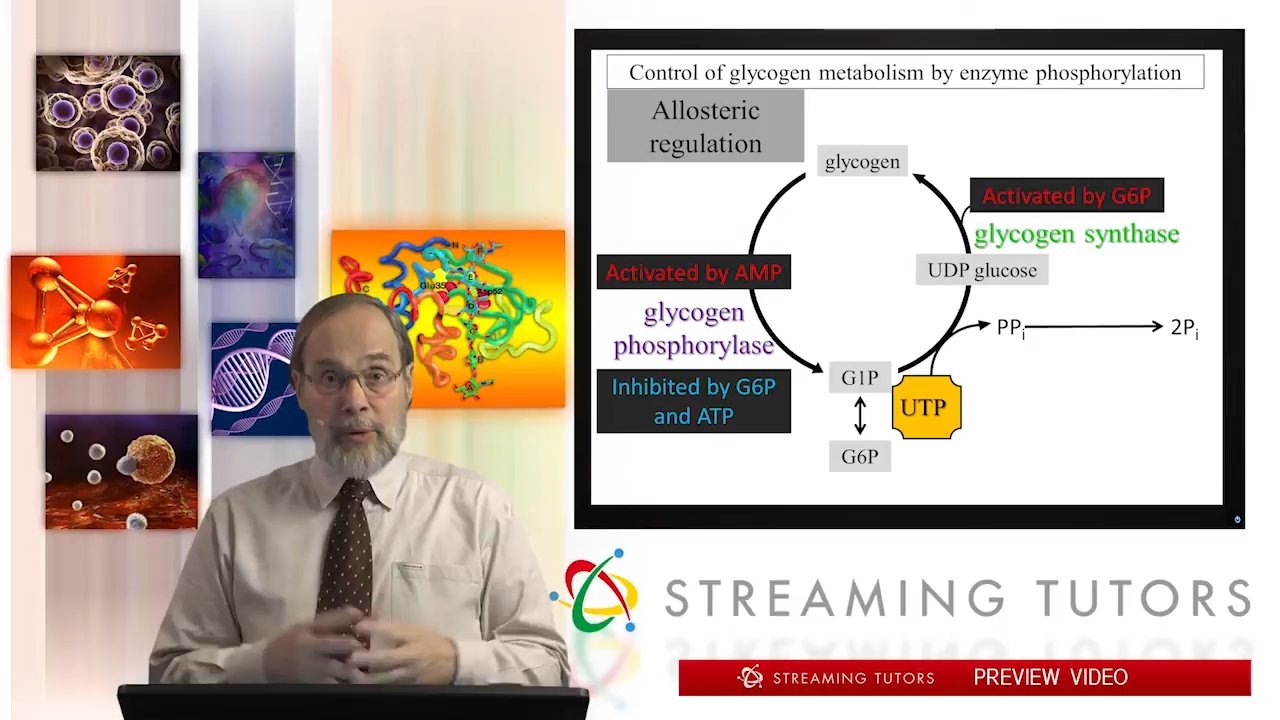 Control of glycogen metabolism by enzyme phosphorylation
Allosteric
regulation
glycogen
Activated by G6P
glycogen synthase
UDP glucose
Activated by AMP
glycogen
phosphorylase
Inhibited by G6P
and ATP
PPi
2Pi
G1P
UTP
G6P
N
F
E
C
Glu35
Asp52
D
B
STREAMING TUTORS
STREAMING TUTORS PREVIEW VIDEO